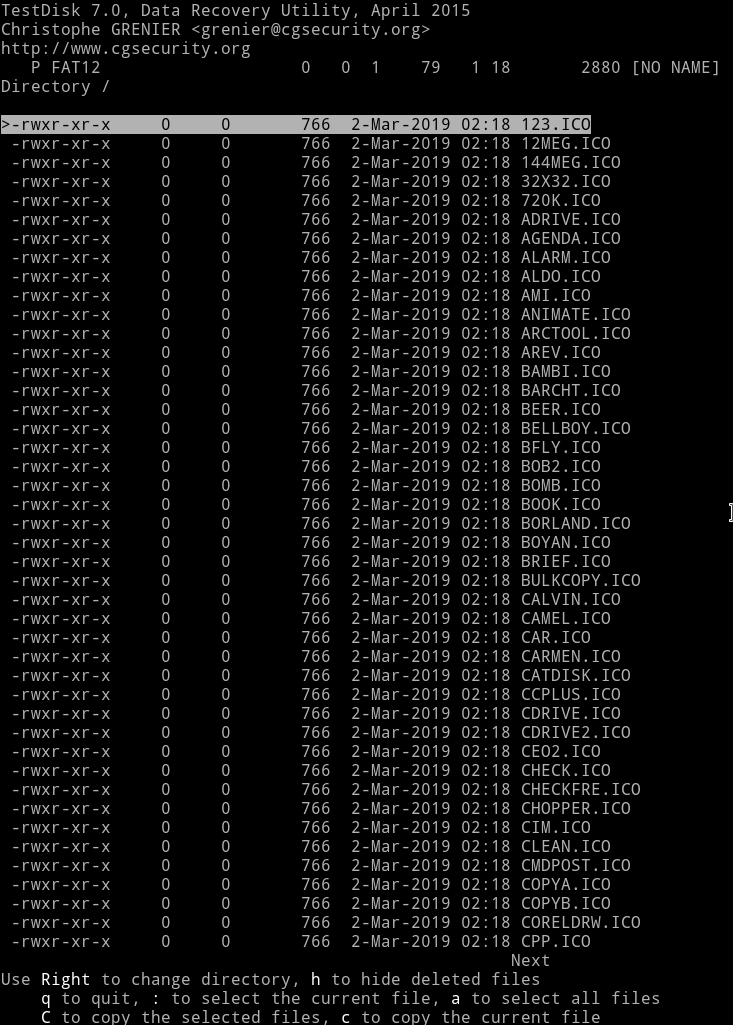 TestDisk 7.0, Data Recovery Utility, April 2015
Christophe GRENIER <grenier@cgsecurity.org>
http://www.cgsecurity.org
P FAT12 0 0 1 79 1 18 2880 [NO NAME]
Directory /
>-rwxr-xr-x 0 0 766 2-Mar-2019 02:18 123.ICO
-rwxr-xr-x 0 0 766 2-Mar-2019 02:18 12MEG.ICO
-rwxr-xr-x 0 0 766 2-Mar-2019 02:18 144MEG.ICO
-rwxr-xr-x 0 0 766 2-Mar-2019 02:18 32X32.ICO
-rwxr-xr-x 0 0 766 2-Mar-2019 02:18 720K.ICO
-rwxr-xr-x 0 0 766 2-Mar-2019 02:18 ADRIVE.ICO
-rwxr-xr-x 0 0 766 2-Mar-2019 02:18 AGENDA.ICO
-rwxr-xr-x 0 0 766 2-Mar-2019 02:18 ALARM.ICO
-rwxr-xr-x 0 0 766 2-Mar-2019 02:18 ALDO.ICO
-rwxr-xr-x 0 0 766 2-Mar-2019 02:18 AMI.ICO
-rwxr-xr-x 0 0 766 2-Mar-2019 02:18 ANIMATE.ICO
-rwxr-xr-x 0 0 766 2-Mar-2019 02:18 ARCTOOL.ICO
-rwxr-xr-x 0 0 766 2-Mar-2019 02:18 AREV.ICO
-rwxr-xr-x 0 0 766 2-Mar-2019 02:18 BAMBI.ICO
-rwxr-xr-x 0 0 766 2-Mar-2019 02:18 BARCHT.ICO
-rwxr-xr-x 0 0 766 2-Mar-2019 02:18 BEER.ICO
-rwxr-xr-x 0 0 766 2-Mar-2019 02:18 BELLBOY.ICO
-rwxr-xr-x 0 0 766 2-Mar-2019 02:18 BFLY.ICO
-rwxr-xr-x 0 0 766 2-Mar-2019 02:18 BOB2.ICO
-rwxr-xr-x 0 0 766 2-Mar-2019 02:18 BOMB.ICO
-rwxr-xr-x 0 0 766 2-Mar-2019 02:18 BOOK.ICO
-rwxr-xr-x 0 0 766 2-Mar-2019 02:18 BORLAND.ICO
-rwxr-xr-x 0 0 766 2-Mar-2019 02:18 BOYAN.ICO
-rwxr-xr-x 0 0 766 2-Mar-2019 02:18 BRIEF.ICO
-rwxr-xr-x 0 0 766 2-Mar-2019 02:18 BULKCOPY.ICO
-rwxr-xr-x 0 0 766 2-Mar-2019 02:18 CALVIN.ICO
-rwxr-xr-x 0 0 766 2-Mar-2019 02:18 CAMEL.ICO
-rwxr-xr-x 0 0 766 2-Mar-2019 02:18 CAR.ICO
-rwxr-xr-x 0 0 766 2-Mar-2019 02:18 CARMEN.ICO
-rwxr-xr-x 0 0 766 2-Mar-2019 02:18 CATDISK.ICO
-rwxr-xr-x 0 0 766 2-Mar-2019 02:18 CCPLUS.ICO
-rwxr-xr-x 0 0 766 2-Mar-2019 02:18 CDRIVE.ICO
-rwxr-xr-x 0 0 766 2-Mar-2019 02:18 CDRIVE2.ICO
-rwxr-xr-x 0 0 766 2-Mar-2019 02:18 CEO2.ICO
-rwxr-xr-x 0 0 766 2-Mar-2019 02:18 CHECK.ICO
-rwxr-xr-x 0 0 766 2-Mar-2019 02:18 CHECKFRE.ICO
-rwxr-xr-x 0 0 766 2-Mar-2019 02:18 CHOPPER.ICO
-rwxr-xr-x 0 0 766 2-Mar-2019 02:18 CIM.ICO
-rwxr-xr-x 0 0 766 2-Mar-2019 02:18 CLEAN.ICO
-rwxr-xr-x 0 0 766 2-Mar-2019 02:18 CMDPOST.ICO
-rwxr-xr-x 0 0 766 2-Mar-2019 02:18 COPYA.ICO
-rwxr-xr-x 0 0 766 2-Mar-2019 02:18 COPYB.ICO
-rwxr-xr-x 0 0 766 2-Mar-2019 02:18 CORELDRW.ICO
-rwxr-xr-x 0 0 766 2-Mar-2019 02:18 CPP.ICO
Next
Use Right to change directory, h to hide deleted files
q to quit, : to select the current file, a to select all files
C to copy the selected files, c to copy the current file